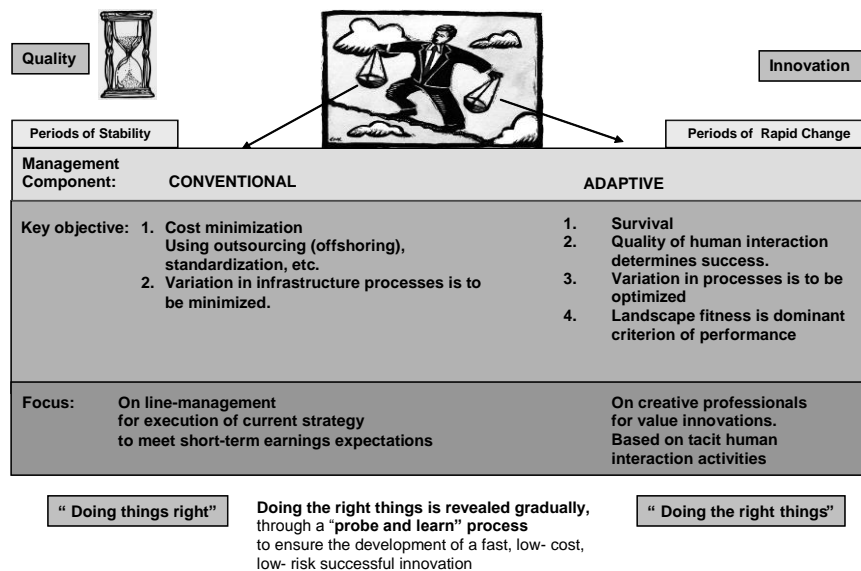 Quality
Innovation
Periods of Stability
Periods of Rapid Change
Management
Component: CONVENTIONAL ADAPTIVE
Key objective: 1. Cost minimization
Using outsourcing (offshoring),
standardization, etc.
2. Variation in infrastructure processes is to
be minimized.
1. Survival
2. Quality of human interaction
determines success.
3. Variation in processes is to be
optimized
4. Landscape fitness is dominant
criterion of performance
Focus: On line-management
for execution of current strategy
to meet short-term earnings expectations
On creative professionals
for value innovations.
Based on tacit human
interaction activities
“ Doing things right”
Doing the right things is revealed gradually,
through a “probe and learn” process
to ensure the development of a fast, low- cost,
low- risk successful innovation
“ Doing the right things”